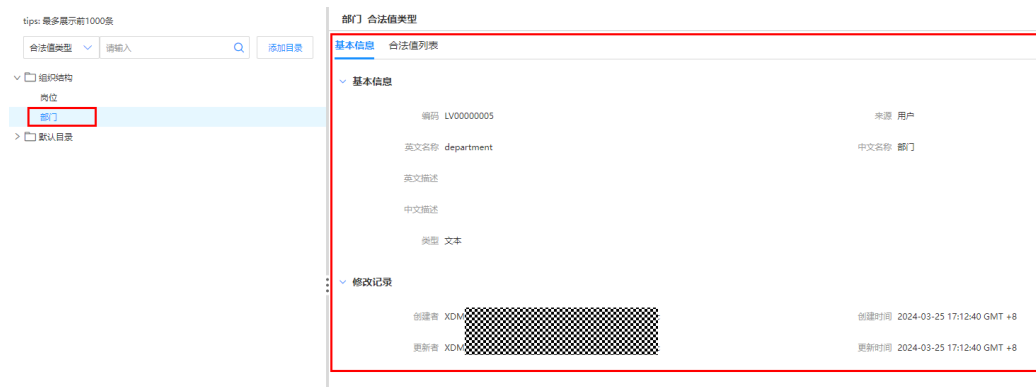 tips: 最多展示前1000条
合法值类型 请输入 添加目录
组织结构
岗位
部门
默认目录
部门 合法值类型
基本信息 合法值列表
基本信息
编码 LV00000005 来源 用户
英文名称 department 中文名称 部门
英文描述
中文描述
类型 文本
修改记录
创建者 XDM 创建时间 2024-03-25 17:12:40 GMT +8
更新者 XDM 更新时间 2024-03-25 17:12:40 GMT +8